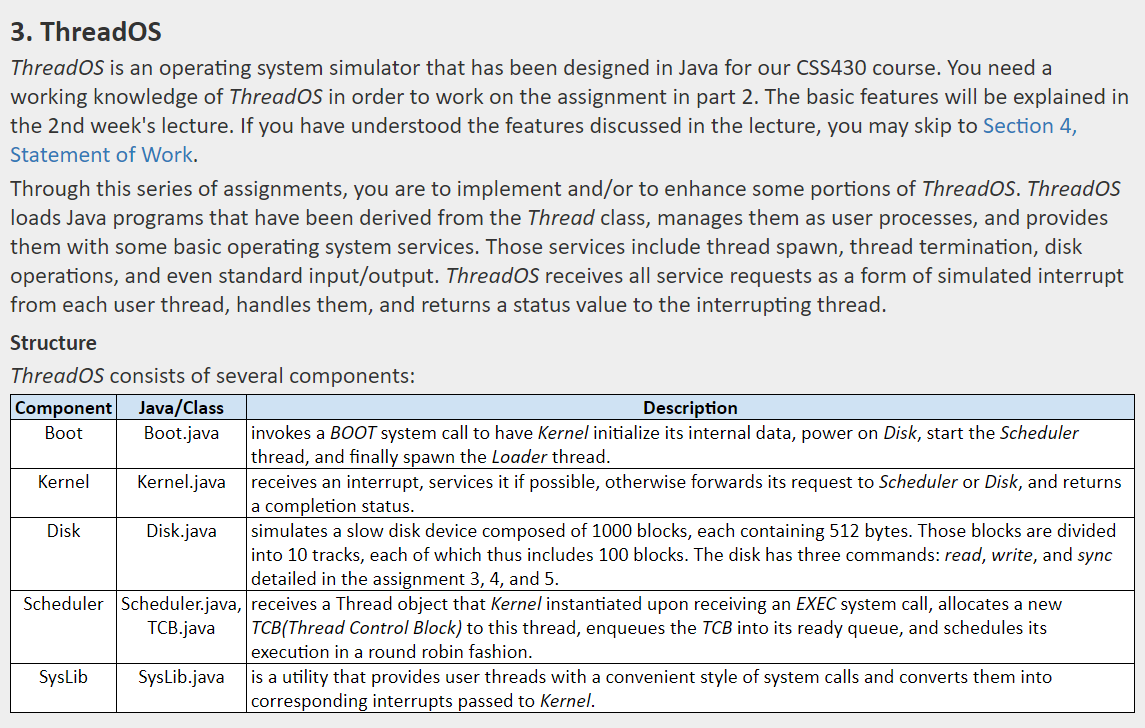 3. ThreadOS
ThreadOS is an operating system simulator that has been designed in Java for our CSS430 course. You need a
working knowledge of ThreadOS in order to work on the assignment in part 2. The basic features will be explained in
the 2nd week's lecture. If you have understood the features discussed in the lecture, you may skip to Section 4,
Statement of Work.
Through this series of assignments, you are to implement and/or to enhance some portions of ThreadOS. ThreadOS
loads Java programs that have been derived from the Thread class, manages them as user processes, and provides
them with some basic operating system services. Those services include thread spawn, thread termination, disk
operations, and even standard input/output. ThreadOS receives all service requests as a form of simulated interrupt
from each user thread, handles them, and returns a status value to the interrupting thread.
Structure
ThreadOS consists of several components:
Component Java/Class Description
Boot Boot.java invokes a BOOT system call to have Kernel initialize its internal data, power on Disk, start the Scheduler
thread, and finally spawn the Loader thread.
Kernel Kernel.java receives an interrupt, services it if possible, otherwise forwards its request to Scheduler or Disk, and returns
a completion status.
Disk Disk.java simulates a slow disk device composed of 1000 blocks, each containing 512 bytes. Those blocks are divided
into 10 tracks, each of which thus includes 100 blocks. The disk has three commands: read, write, and sync
detailed in the assignment 3, 4, and 5.
Scheduler Scheduler.java, receives a Thread object that Kernel instantiated upon receiving an EXEC system call, allocates a new
TCB.java TCB(Thread Control Block) to this thread, enqueues the TCB into its ready queue, and schedules its
execution in a round robin fashion.
SysLib SysLib.java is a utility that provides user threads with a convenient style of system calls and converts them into
corresponding interrupts passed to Kernel.